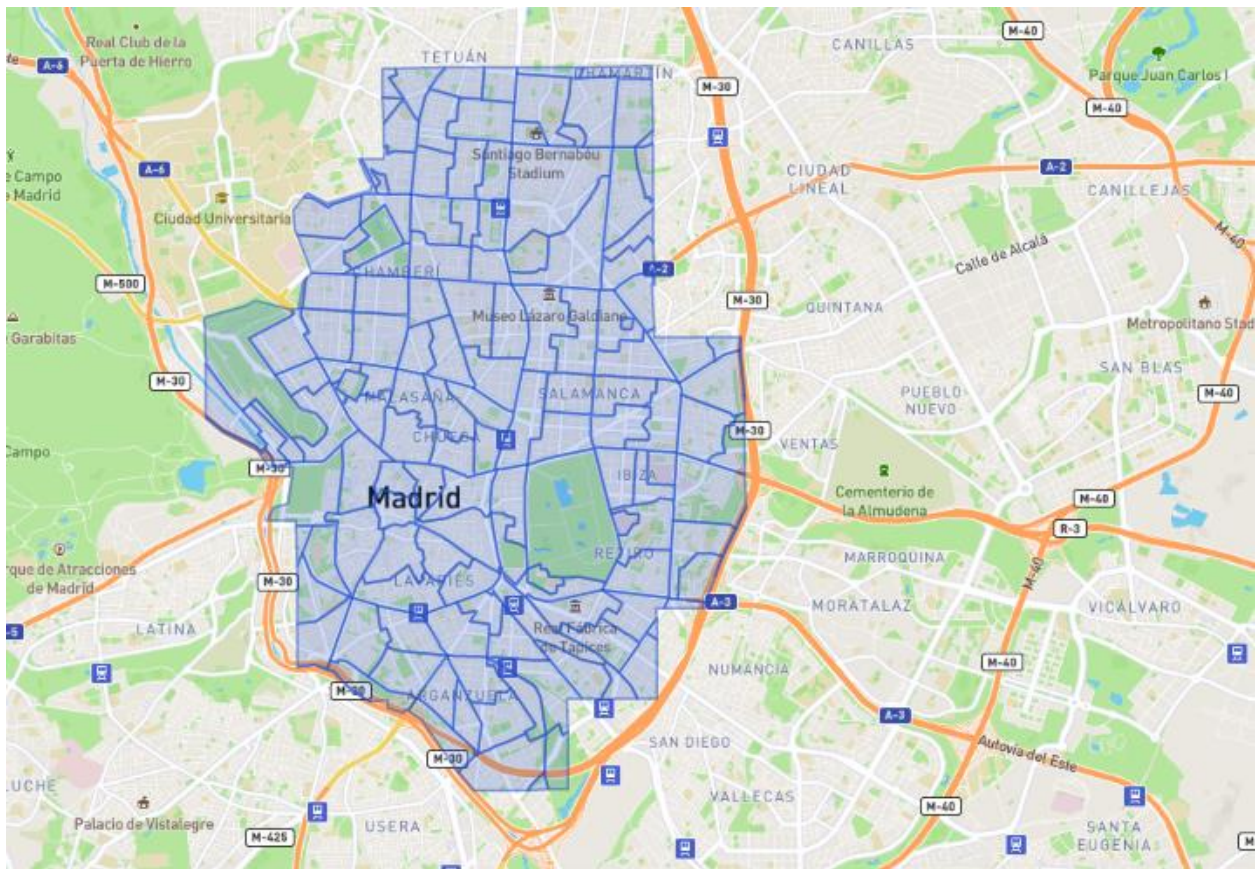 Real Club de la
Puerta de Hierro
TETUÁN
CANILLAS
M-40
A-6
M-30
Parque Juan Carlos I
M-40
Santiago Bernabéu
Stadium
A-6
CIUDAD
LINEAL
A-2
e Campo
e Madrid
CANILLEJAS
Ciudad Universitaria
M-40
Calle de Alcalá
CHAMBERÍ
A-2
M-500
M-30
QUINTANA
Museo Lázaro Galdiano
Metropolitano Stad
Garabitas
SAN BLAS
M-30
PUEBLO
NUEVO
M-40
MALASAÑA
SALAMANCA
CHUECA
M-30
VENTAS
Campo
M-30
IBIZA
Madrid
Cementerio de
la Almudena
M-40
R-3
RETIRO
MARROQUINA
rque de Atracciones
de Madrid
M-30
LAVAPIÉS
M-40
A-3
MORATALAZ
VICÁLVARO
-5
LATINA
Real Fábrica
de Tapices
M-40
NUMANCIA
M-30
ARGANZUELA
A-3
SAN DIEGO
Autovía del Este
M-30
LUCHE
VALLECAS
M-40
Palacio de Vistalegre
USERA
M-425
SANTA
EUGENIA
M